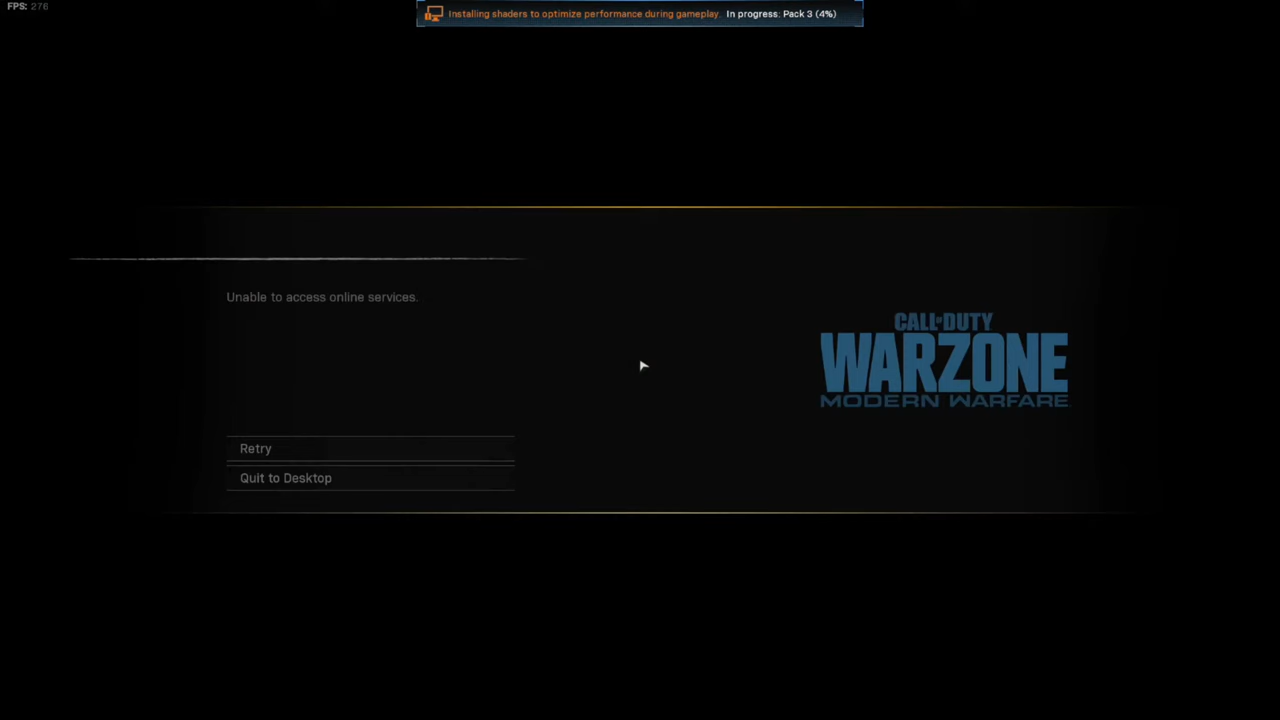 FPS: 276
Installing shaders to optimize performance during gameplay. In progress: Pack 3 (4%)
Unable to access online services.
CALL OF DUTY
WARZONE
MODERN WARFARE
Retry
Quit to Desktop